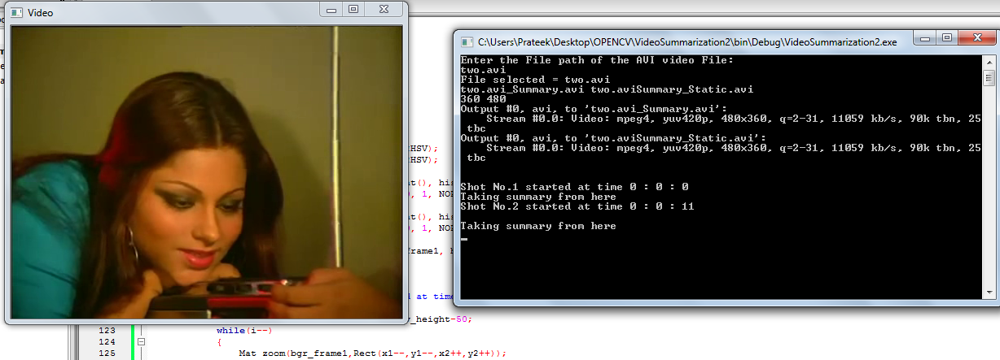 Video
C:\Users\Prateek\Desktop\OPENCV\VideoSummarization2\bin\Debug\VideoSummarization2.exe
Enter the File path of the AVI video File:
two.avi
File selected = two.avi
two.avi_Summary.avi two.aviSummary_Static.avi
360 480
Output #0, avi, to 'two.avi_Summary.avi':
Stream #0.0: Video: mpeg4, yuv420p, 480x360, q=2-31, 11059 kb/s, 90k tbn, 25
tbc
Output #0, avi, to 'two.aviSummary_Static.avi':
Stream #0.0: Video: mpeg4, yuv420p, 480x360, q=2-31, 11059 kb/s, 90k tbn, 25
tbc
Shot No.1 started at time 0 : 0 : 0
Taking summary from here
Shot No.2 started at time 0 : 0 : 11
Taking summary from here
HSV);
HSV);
t(), his
), 1, NO
t(), his
), 1, NO
frame1, h
d at time
_height-50;
123 while(i--)
124 {
125 Mat zoom(bgr_frame1,Rect(x1--,y1--,x2++,y2++));